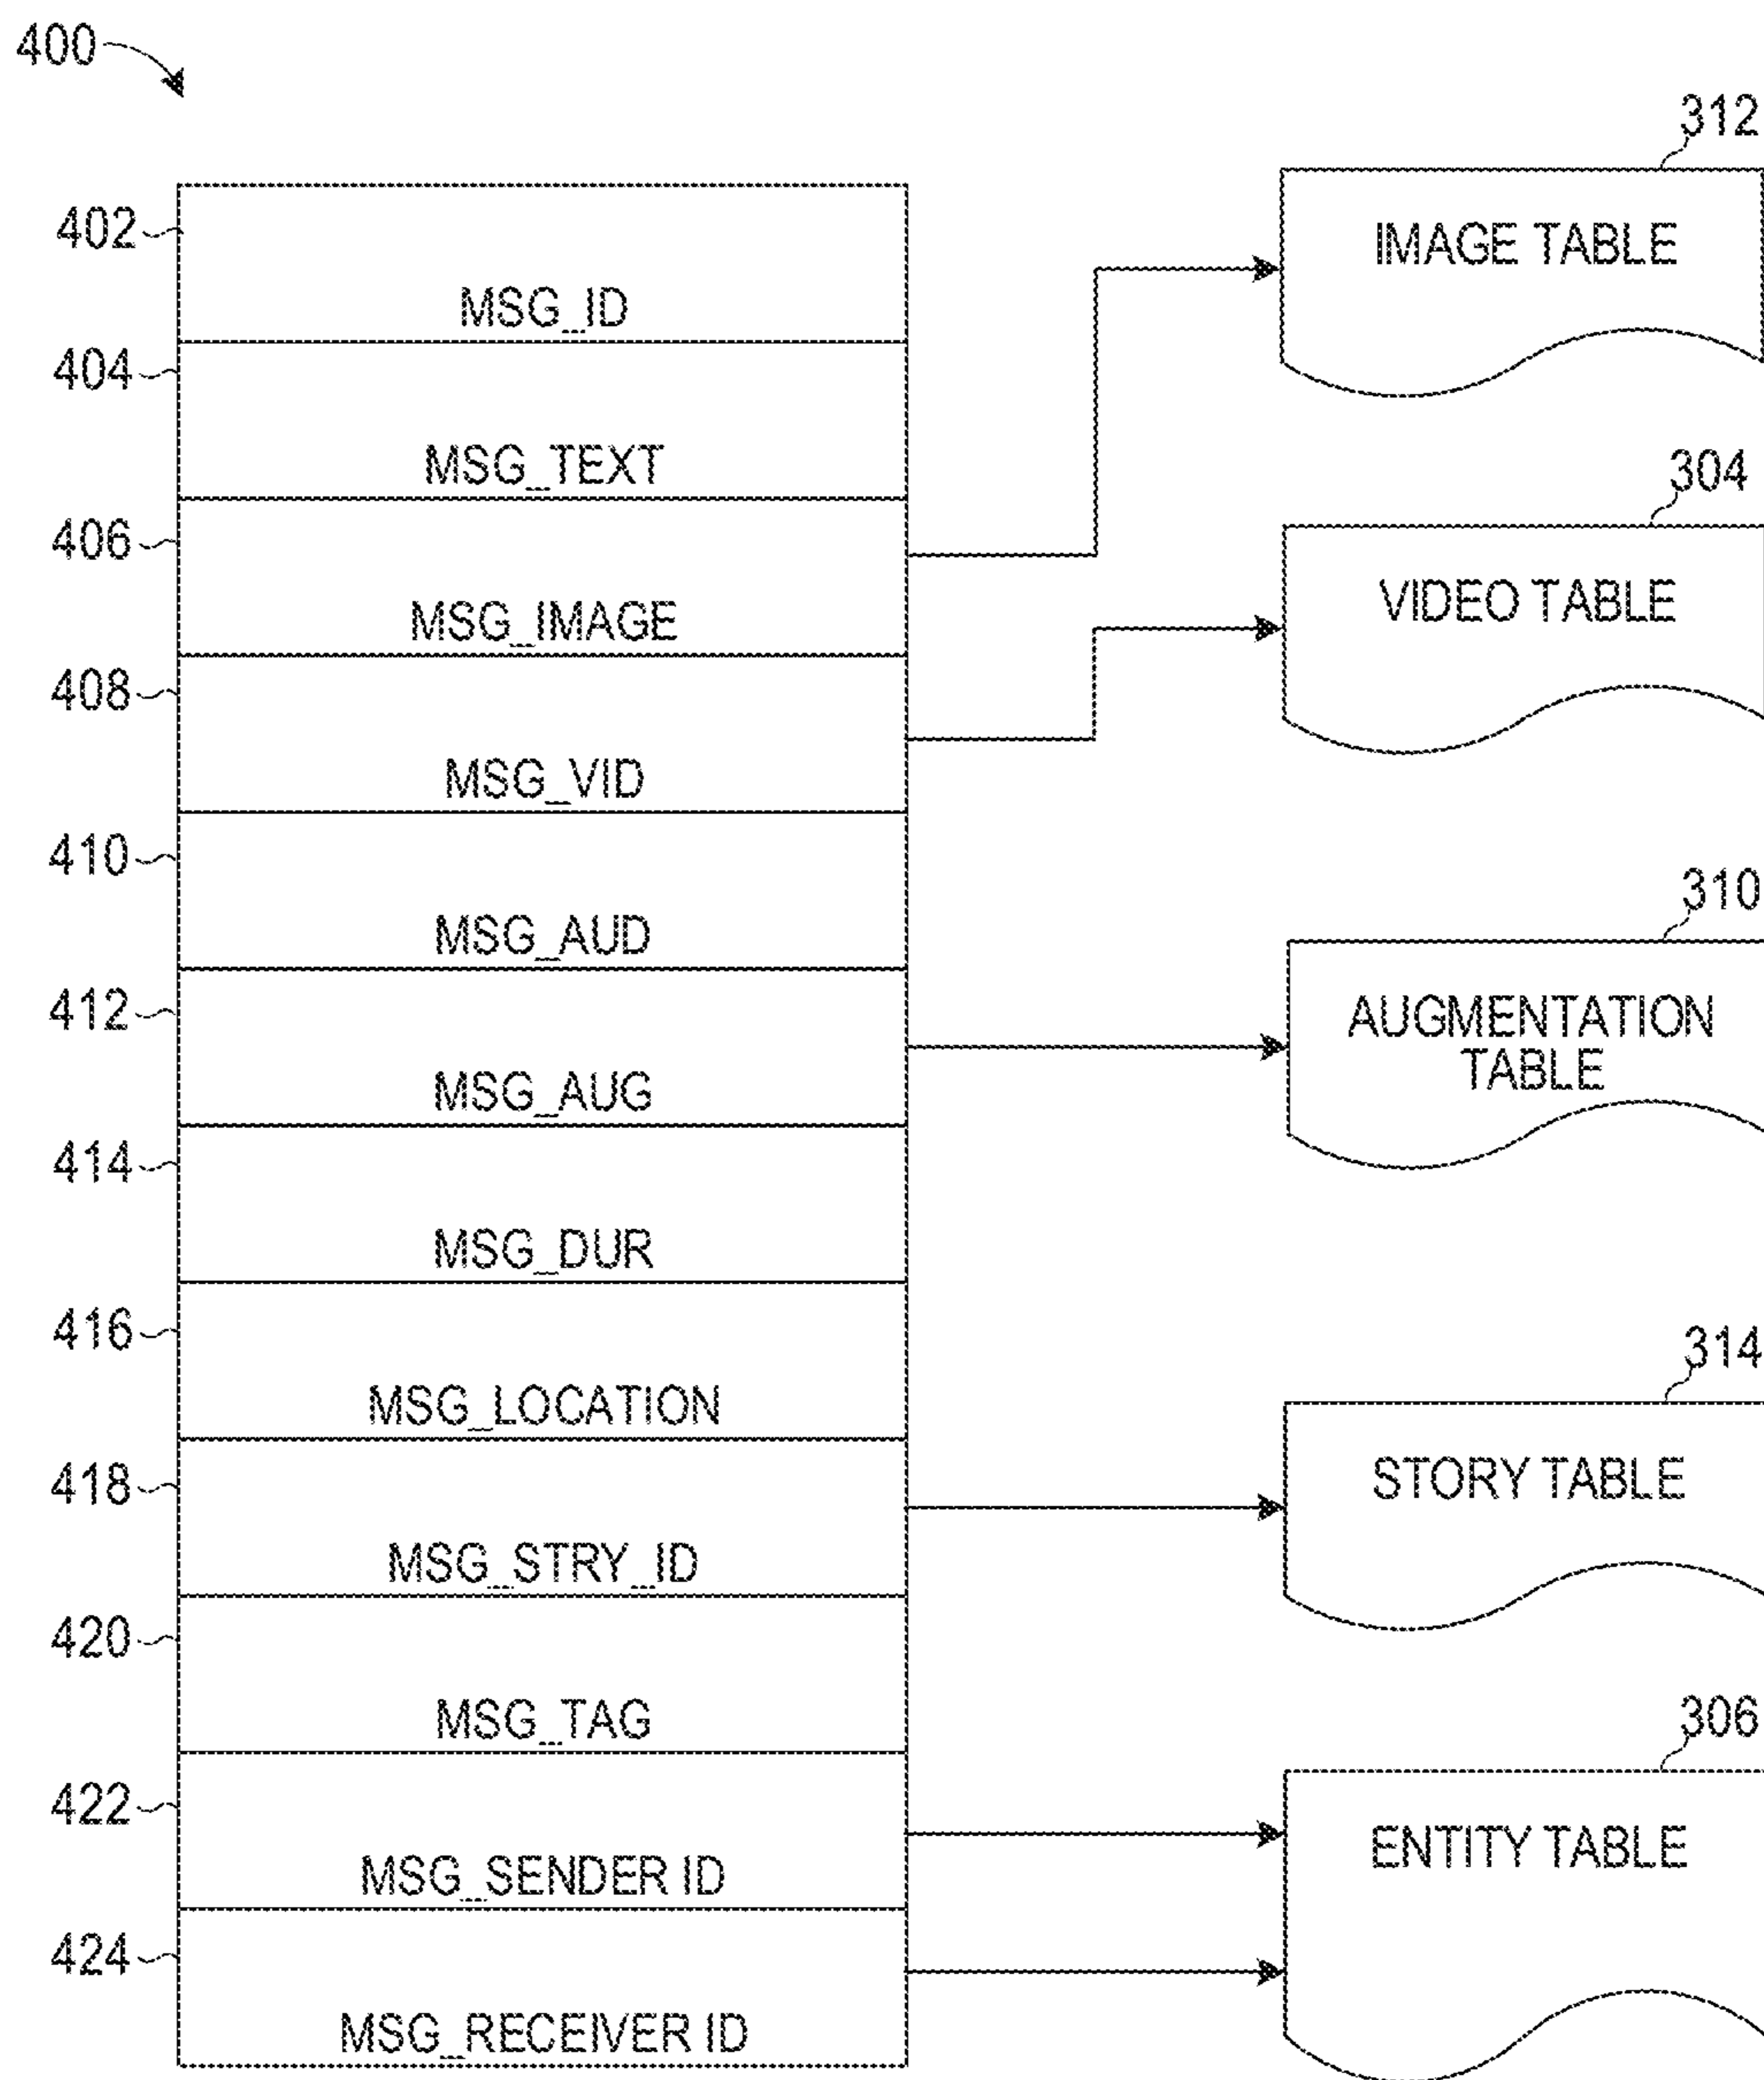 400
402
MSG_ID
404
MSG_TEXT
406
MSG_IMAGE
408
MSG_VID
410
MSG_AUD
412
MSG_AUG
414
MSG_DUR
416
MSG_LOCATION
418
MSG_STRY_ID
420
MSG_TAG
422
MSG_SENDER ID
424
MSG_RECEIVER ID
312
IMAGE TABLE
304
VIDEO TABLE
310
AUGMENTATION
TABLE
314
STORY TABLE
306
ENTITY TABLE